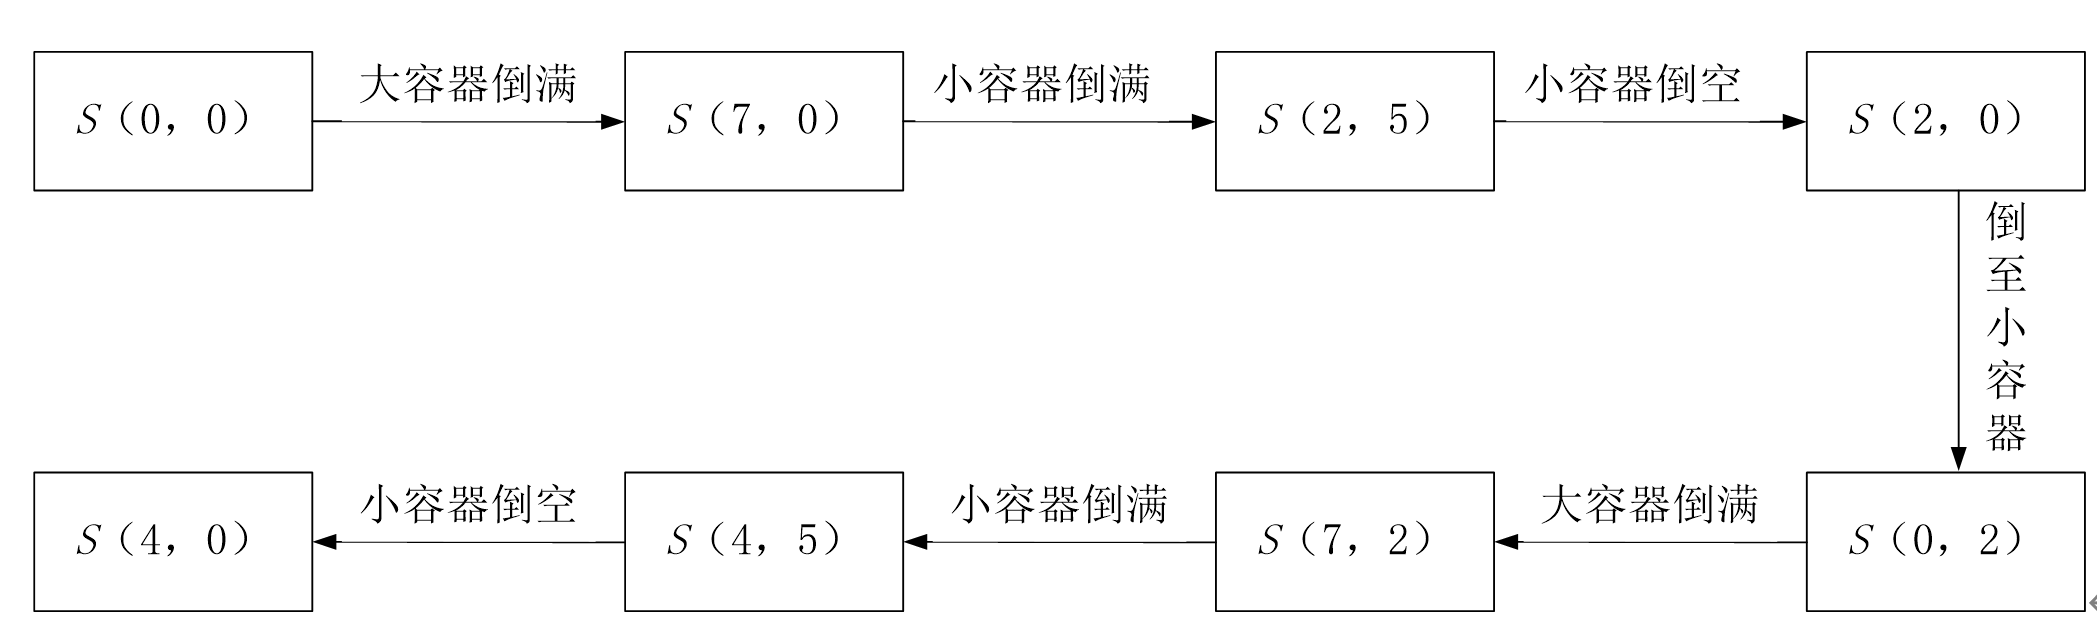 大容器倒满 小容器倒满 小容器倒空
S（0，0） S（7，0） S（2，5） S（2，0）
倒至小容器
小容器倒空 小容器倒满 大容器倒满
S（4，0） S（4，5） S（7，2） S（0，2）